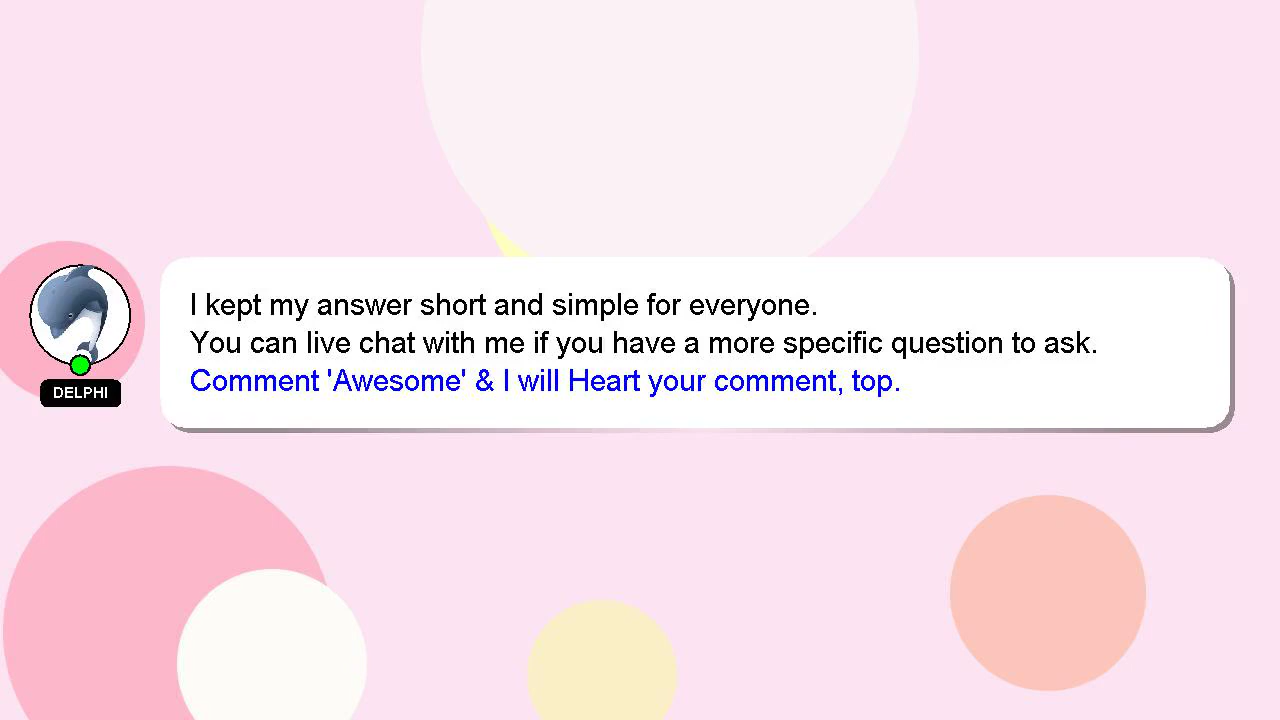 I kept my answer short and simple for everyone.
You can live chat with me if you have a more specific question to ask.
Comment 'Awesome' & I will Heart your comment, top.
DELPHI